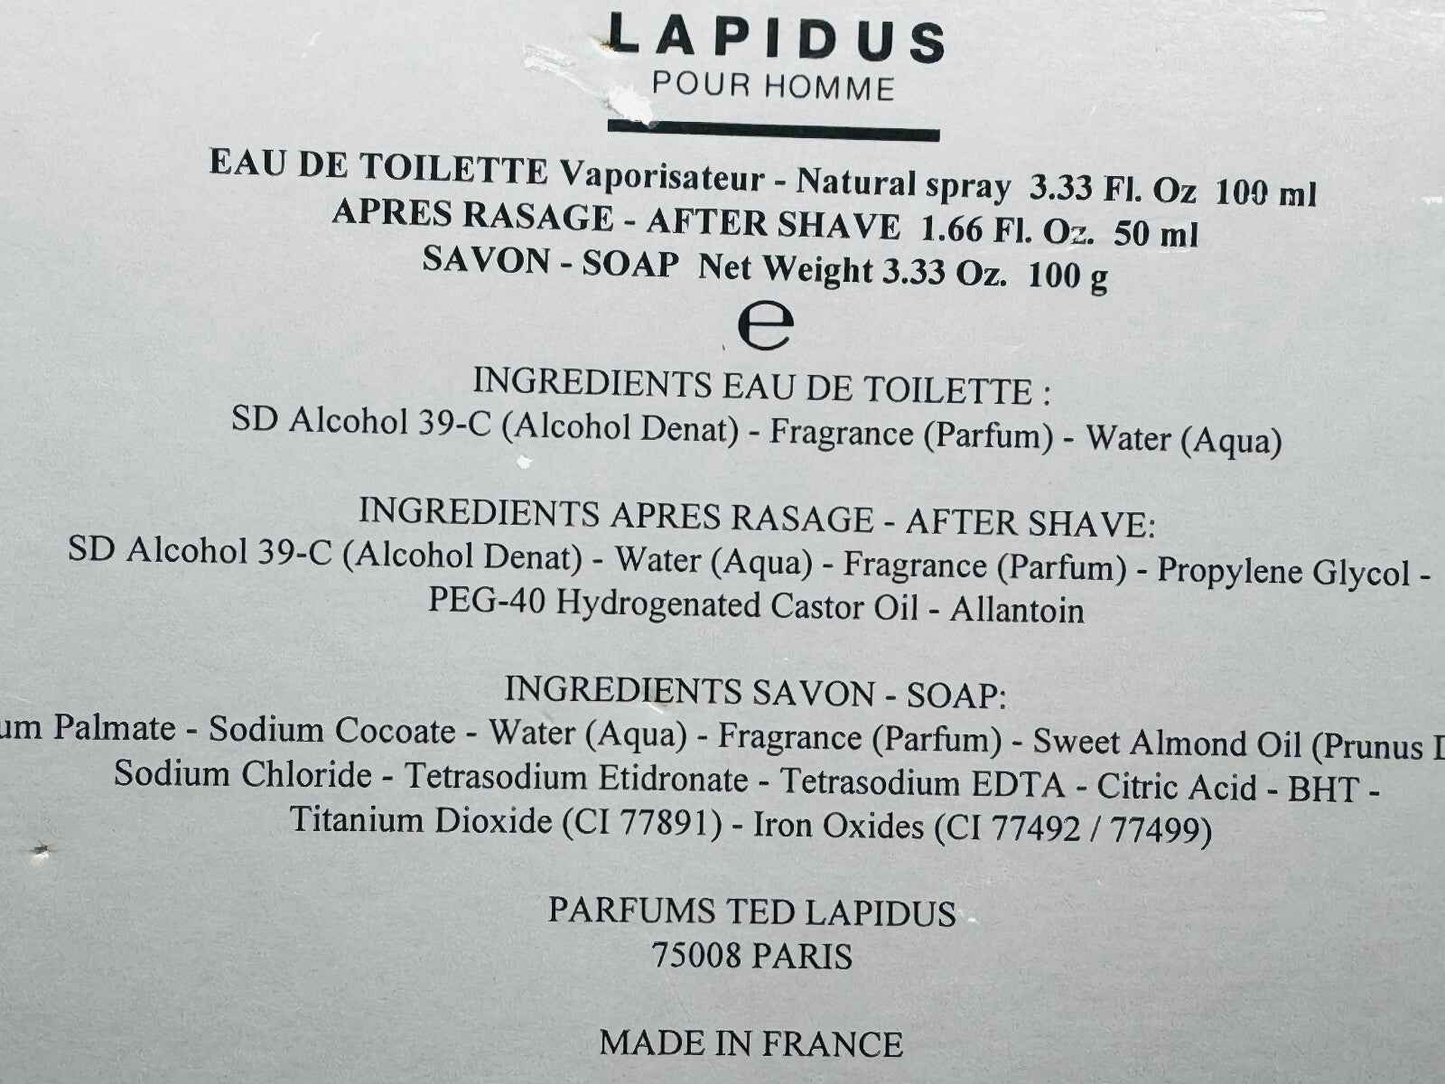 LAPIDUS
POUR HOMME
EAU DE TOILETTE Vaporisateur - Natural spray 3.33 Fl. Oz 100 ml
APRES RASAGE - AFTER SHAVE 1.66 Fl. Oz. 50 ml
SAVON - SOAP Net Weight 3.33 Oz. 100 g
℮
INGREDIENTS EAU DE TOILETTE :
SD Alcohol 39-C (Alcohol Denat) - Fragrance (Parfum) - Water (Aqua)
INGREDIENTS APRES RASAGE - AFTER SHAVE:
SD Alcohol 39-C (Alcohol Denat) - Water (Aqua) - Fragrance (Parfum) - Propylene Glycol -
PEG-40 Hydrogenated Castor Oil - Allantoin
INGREDIENTS SAVON - SOAP:
um Palmate - Sodium Cocoate - Water (Aqua) - Fragrance (Parfum) - Sweet Almond Oil (Prunus
Sodium Chloride - Tetrasodium Etidronate - Tetrasodium EDTA - Citric Acid - BHT -
Titanium Dioxide (CI 77891) - Iron Oxides (CI 77492 / 77499)
PARFUMS TED LAPIDUS
75008 PARIS
MADE IN FRANCE